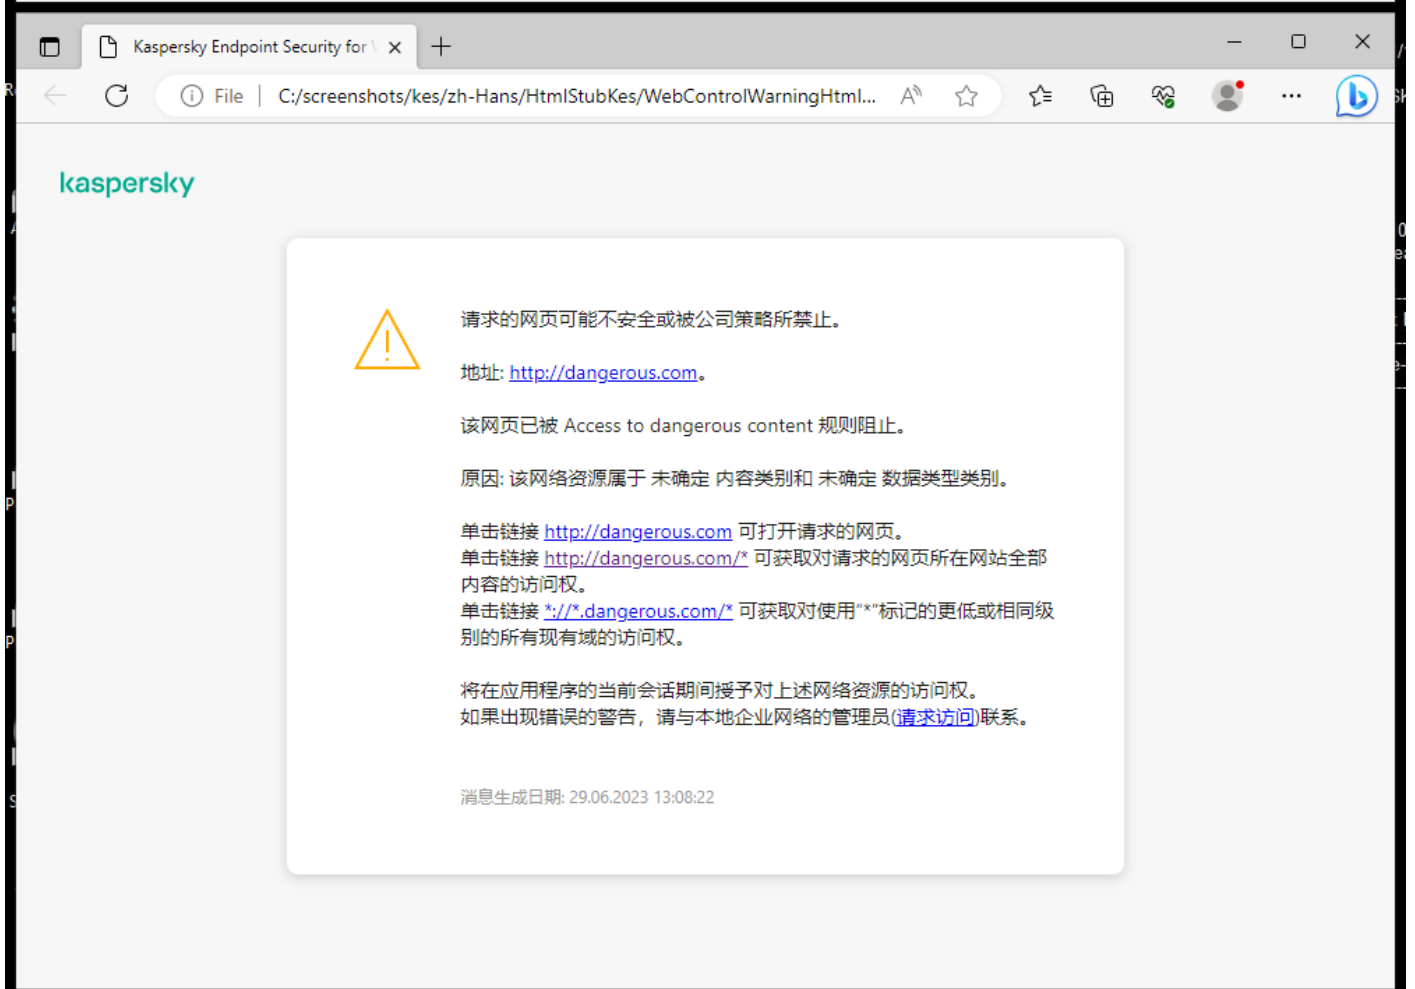 Kaspersky Endpoint Security for
File
C:/screenshots/kes/zh-Hans/HtmlStubKes/WebControlWarningHtml...
kaspersky
请求的网页可能不安全或被公司策略所禁止。
地址: http://dangerous.com。
该网页已被 Access to dangerous content 规则阻止。
原因: 该网络资源属于 未确定 内容类别和 未确定 数据类型类别。
单击链接 http://dangerous.com 可打开请求的网页。
单击链接 http://dangerous.com/* 可获取对请求的网页所在网站全部
内容的访问权。
单击链接 *://*.dangerous.com/* 可获取对使用“*”标记的更低或相同级
别的所有现有域的访问权。
将在应用程序的当前会话期间授予对上述网络资源的访问权。
如果出现错误的警告，请与本地企业网络的管理员(请求访问)联系。
消息生成日期: 29.06.2023 13:08:22